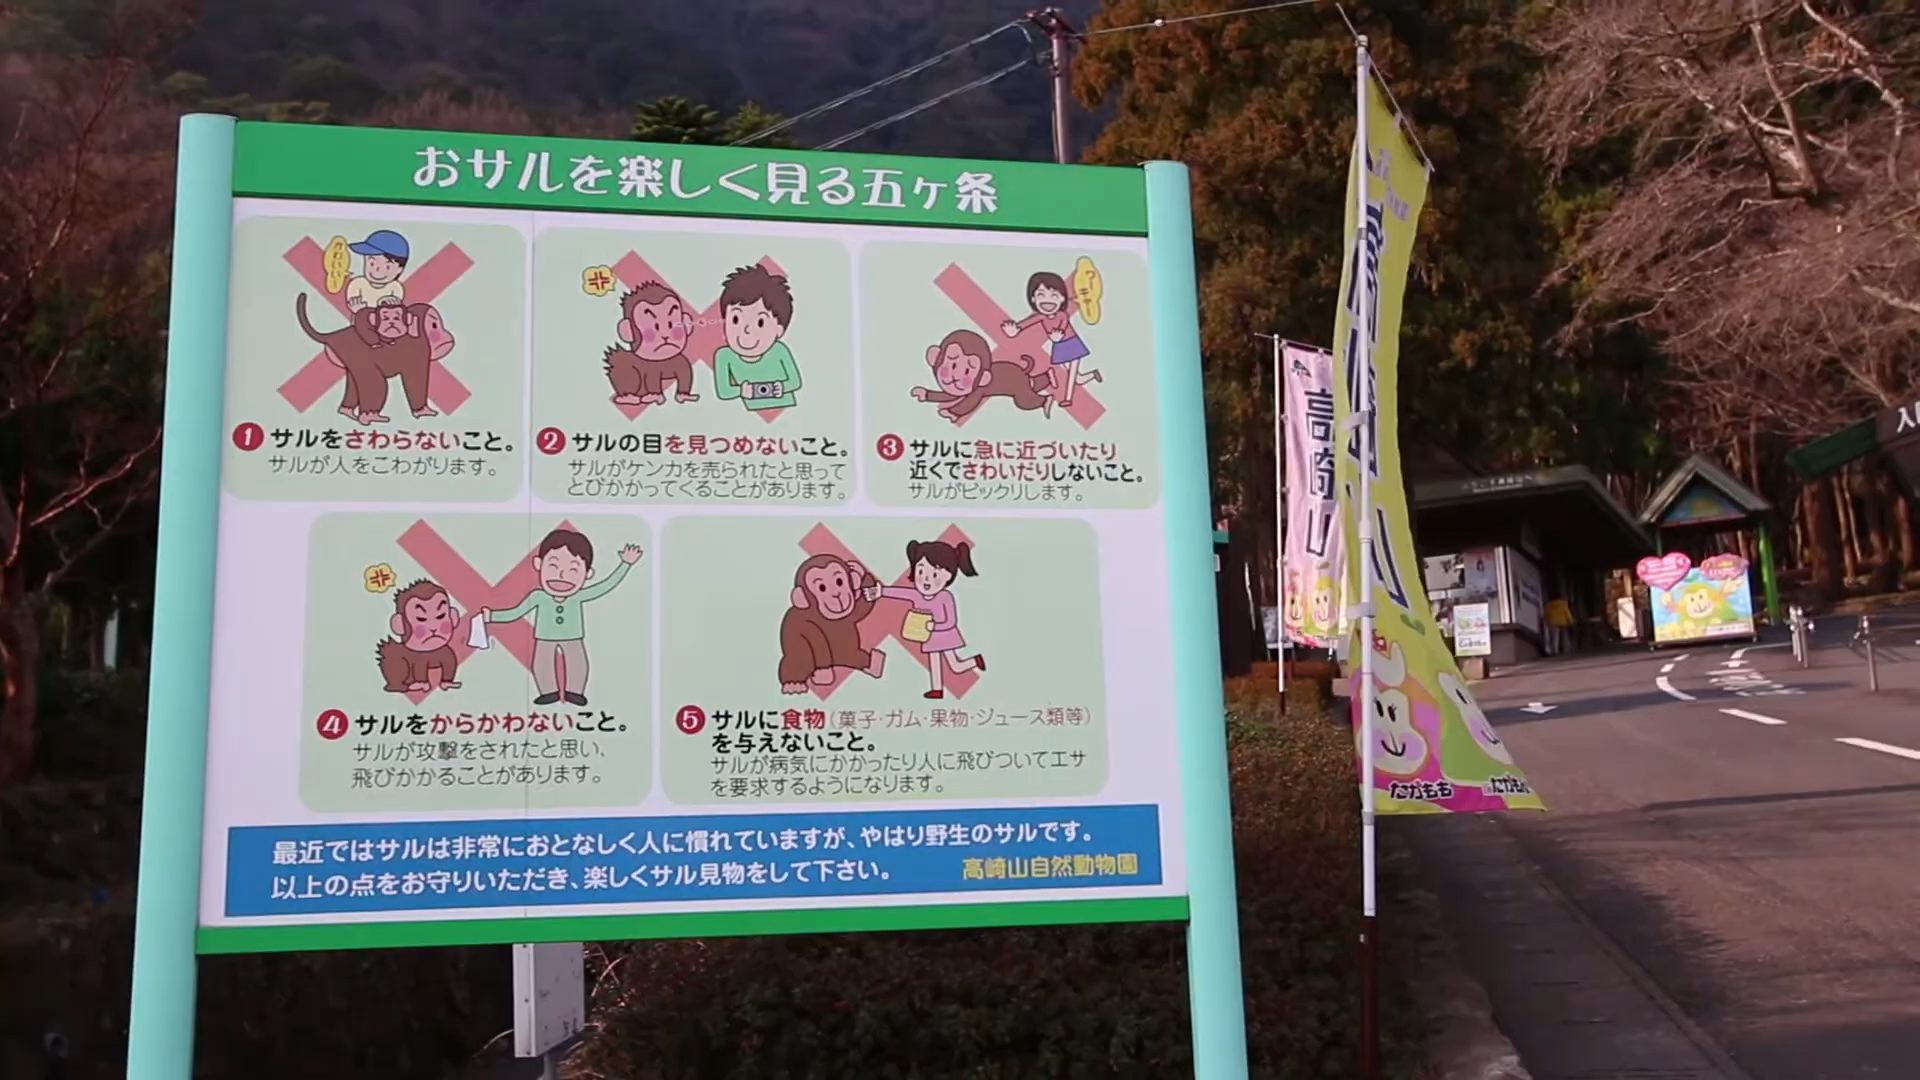 おサルを楽しく見る五ヶ条
かわいい
1 サルをさわらないこと。
サルが人をこわがります。
2 サルの目を見つめないこと。
サルがケンカを売られたと思って
とびかかってくることがあります。
ワーキャー
3 サルに急に近づいたり
近くでさわいだりしないこと。
サルがビックリします。
4 サルをからかわないこと。
サルが攻撃をされたと思い、
飛びかかることがあります。
5 サルに食物(菓子・ガム・果物・ジュース類等)
を与えないこと。
サルが病気にかかったり人に飛びついてエサ
を要求するようになります。
最近ではサルは非常におとなしく人に慣れていますが、やはり野生のサルです。
以上の点をお守りいただき、楽しくサル見物をして下さい。
高崎山自然動物園
高崎山
たかもも
入